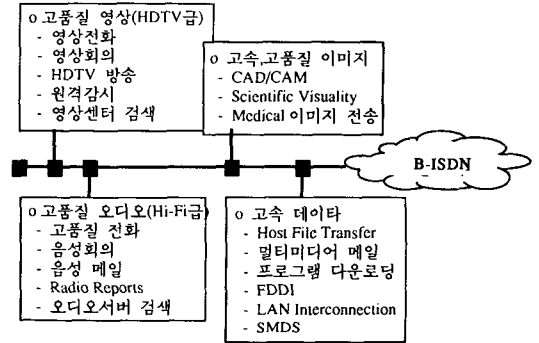 o 고품질 영상(HDTV급)
- 영상전화
- 영상회의
- HDTV 방송
- 원격감시
- 영상센터 검색
o 고속,고품질 이미지
- CAD/CAM
- Scientific Visuality
- Medical 이미지 전송
B-ISDN
o 고품질 오디오(Hi-Fi급)
- 고품질 전화
- 음성회의
- 음성 메일
- Radio Reports
- 오디오서버 검색
o 고속 데이타
- Host File Transfer
- 멀티미디어 메일
- 프로그램 다운로딩
- FDDI
- LAN Interconnection
- SMDS